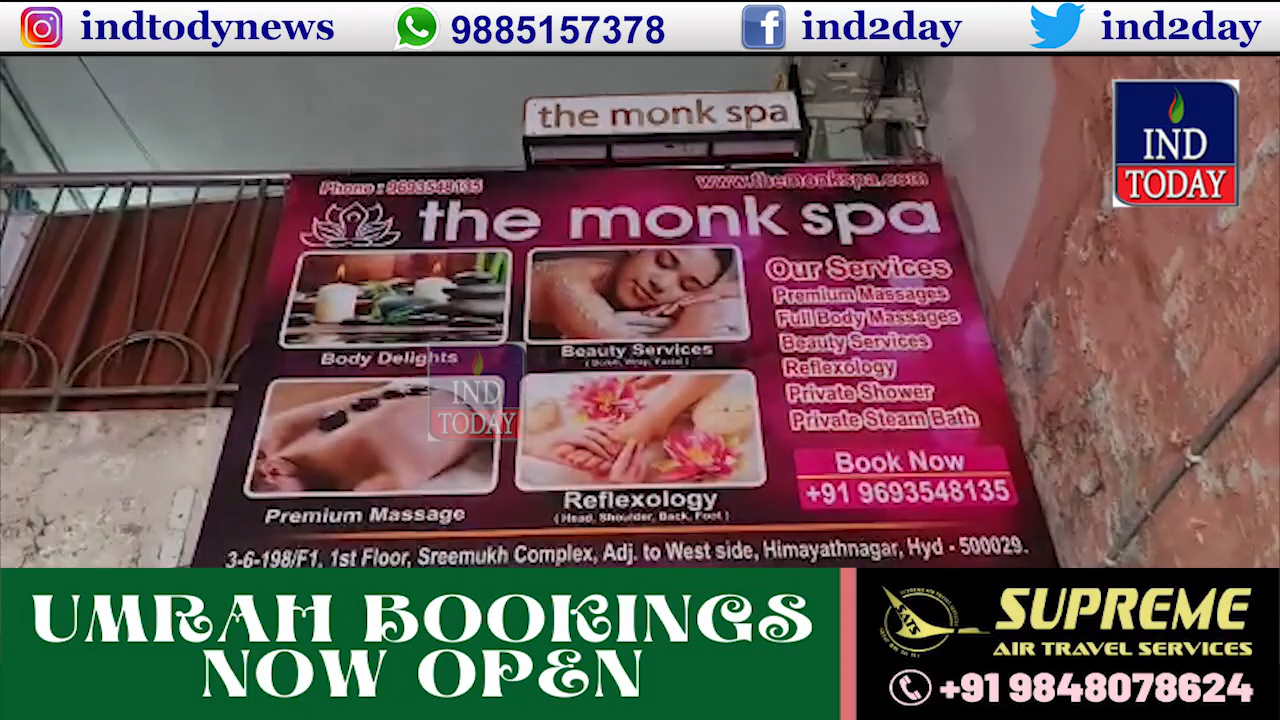 indtodynews
9885157378
ind2day
ind2day
IND
TODAY
the monk spa
Phone : 9693548135
www.themonkspa.com
the monk spa
Our Services
Premium Massages
Full Body Massages
Beauty Services
Reflexology
Private Shower
Private Steam Bath
Body Delights
Beauty Services
( Scrub, Wrap, Facial )
IND
TODAY
Premium Massage
Reflexology
( Head, Shoulder, Back, Foot )
Book Now
+91 9693548135
3-6-198/F1, 1st Floor, Sreemukh Complex, Adj. to West side, Himayathnagar, Hyd - 500029.
UMRAH BOOKINGS
NOW OPEN
SATS
SUPREME
AIR TRAVEL SERVICES
+91 9848078624